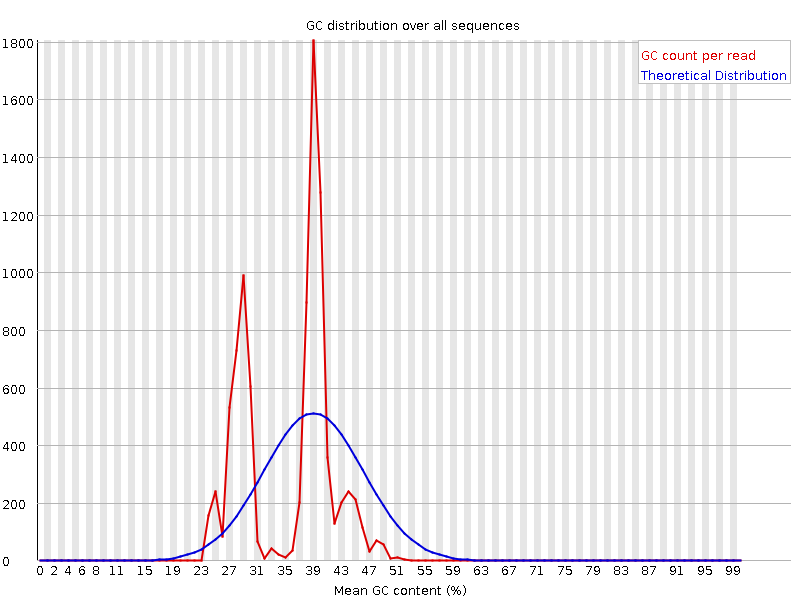 GC distribution over all sequences
GC count per read
Theoretical Distribution
1800
1600
1400
1200
1000
800
600
400
200
0
0 2 4 6 8 11 15 19 23 27 31 35 39 43 47 51 55 59 63 67 71 75 79 83 87 91 95 99
Mean GC content (%)